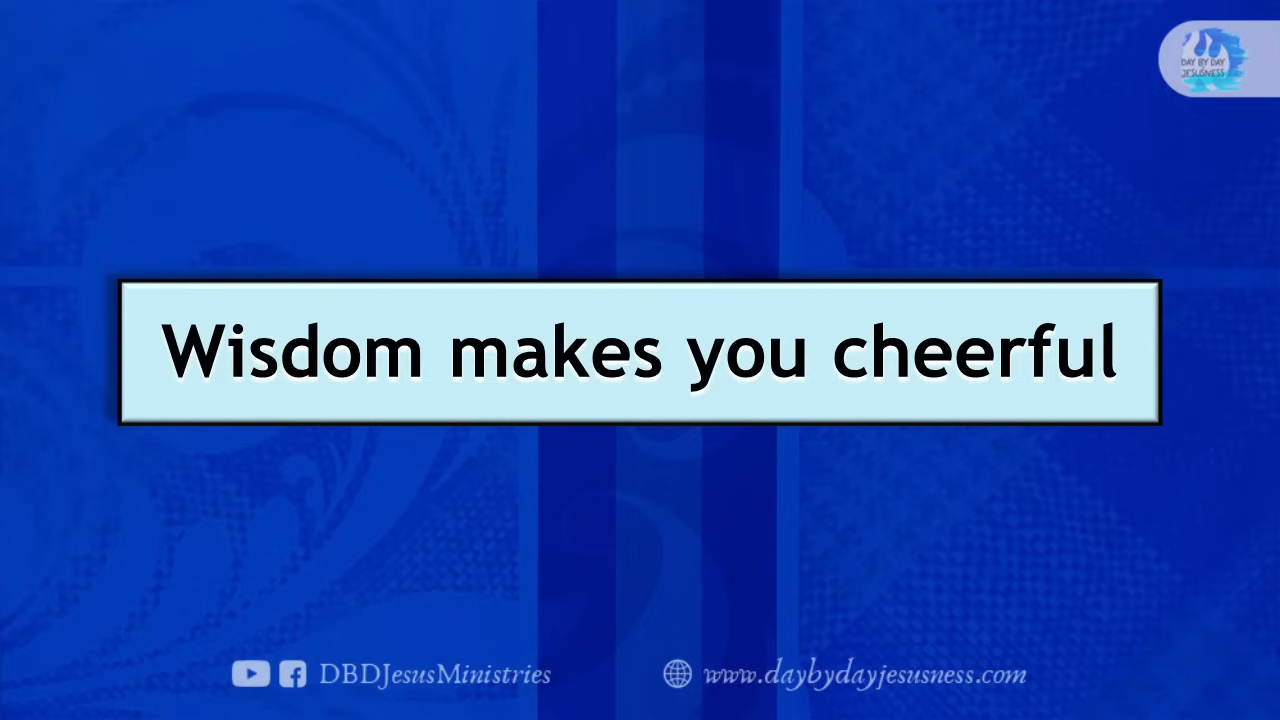 DAY BY DAY
JESUSNESS
Wisdom makes you cheerful
DBDJesusMinistries
www.daybydayjesusness.com